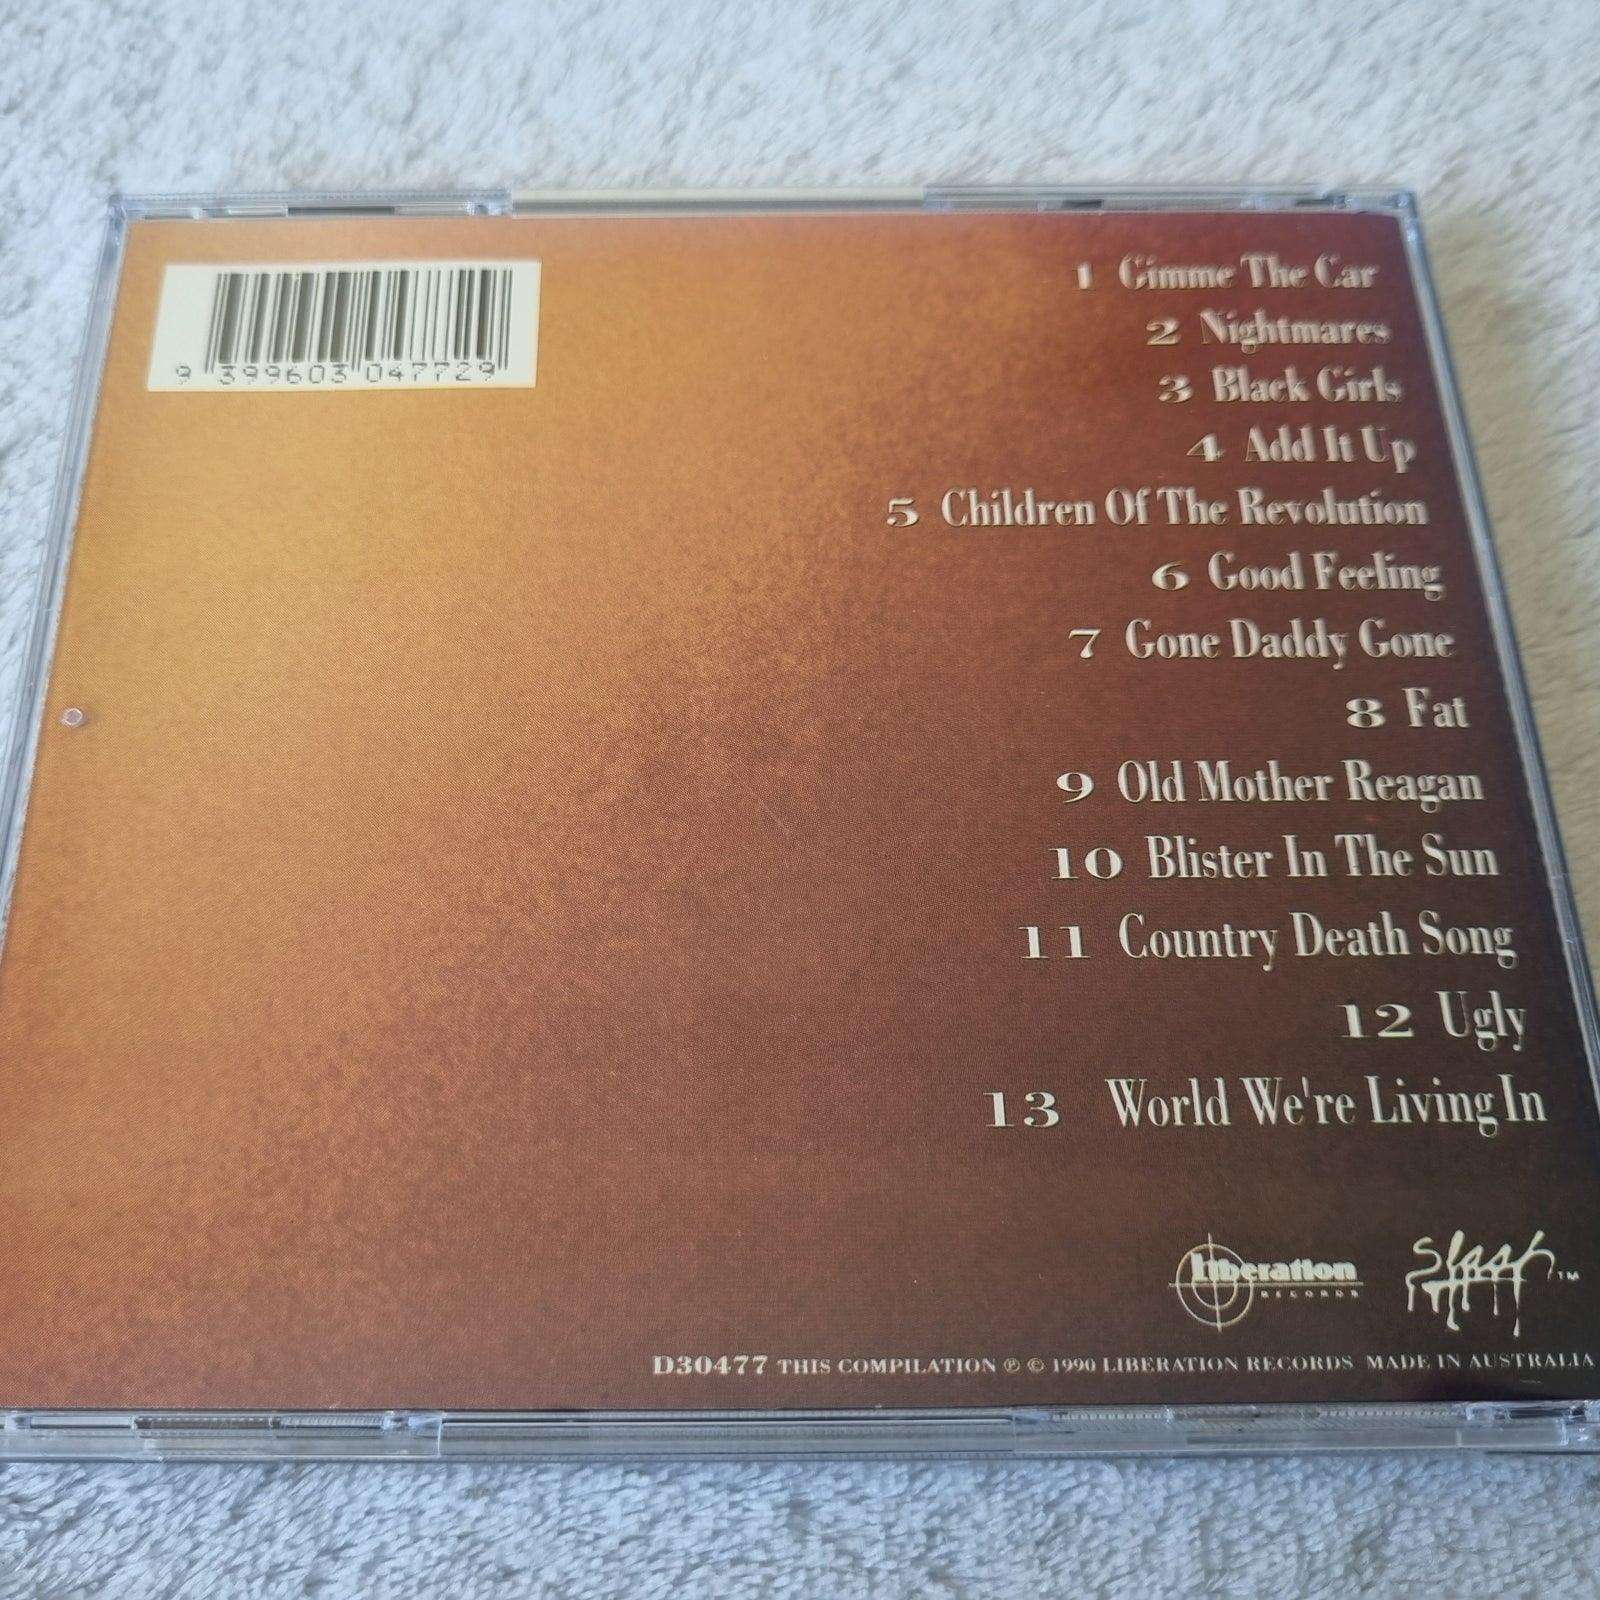 9 399603 047729
1 Gimme The Car
2 Nightmares
3 Black Girls
4 Add It Up
5 Children Of The Revolution
6 Good Feeling
7 Gone Daddy Gone
8 Fat
9 Old Mother Reagan
10 Blister In The Sun
11 Country Death Song
12 Ugly
13 World We're Living In
liberation
RECORDS
Slash ™
D30477 THIS COMPILATION ℗ © 1990 LIBERATION RECORDS MADE IN AUSTRALIA